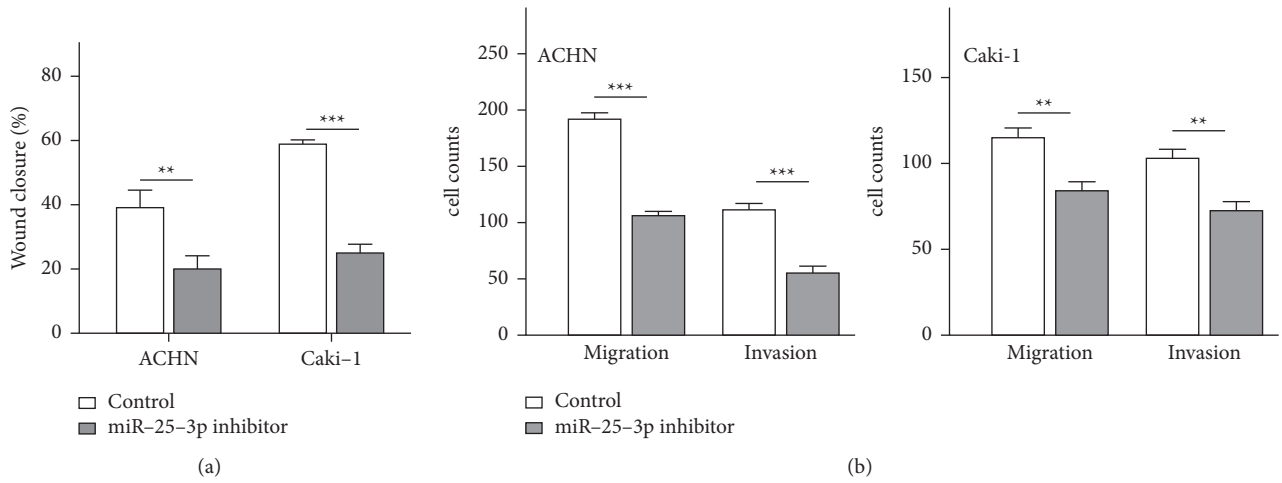 80
60
40
20
0
Wound closure (%)
**
***
ACHN
Caki–1
Control
miR–25–3p inhibitor
(a)
ACHN
250
200
150
100
50
0
cell counts
***
***
Migration
Invasion
Control
miR–25–3p inhibitor
Caki-1
150
100
50
0
cell counts
**
**
Migration
Invasion
(b)